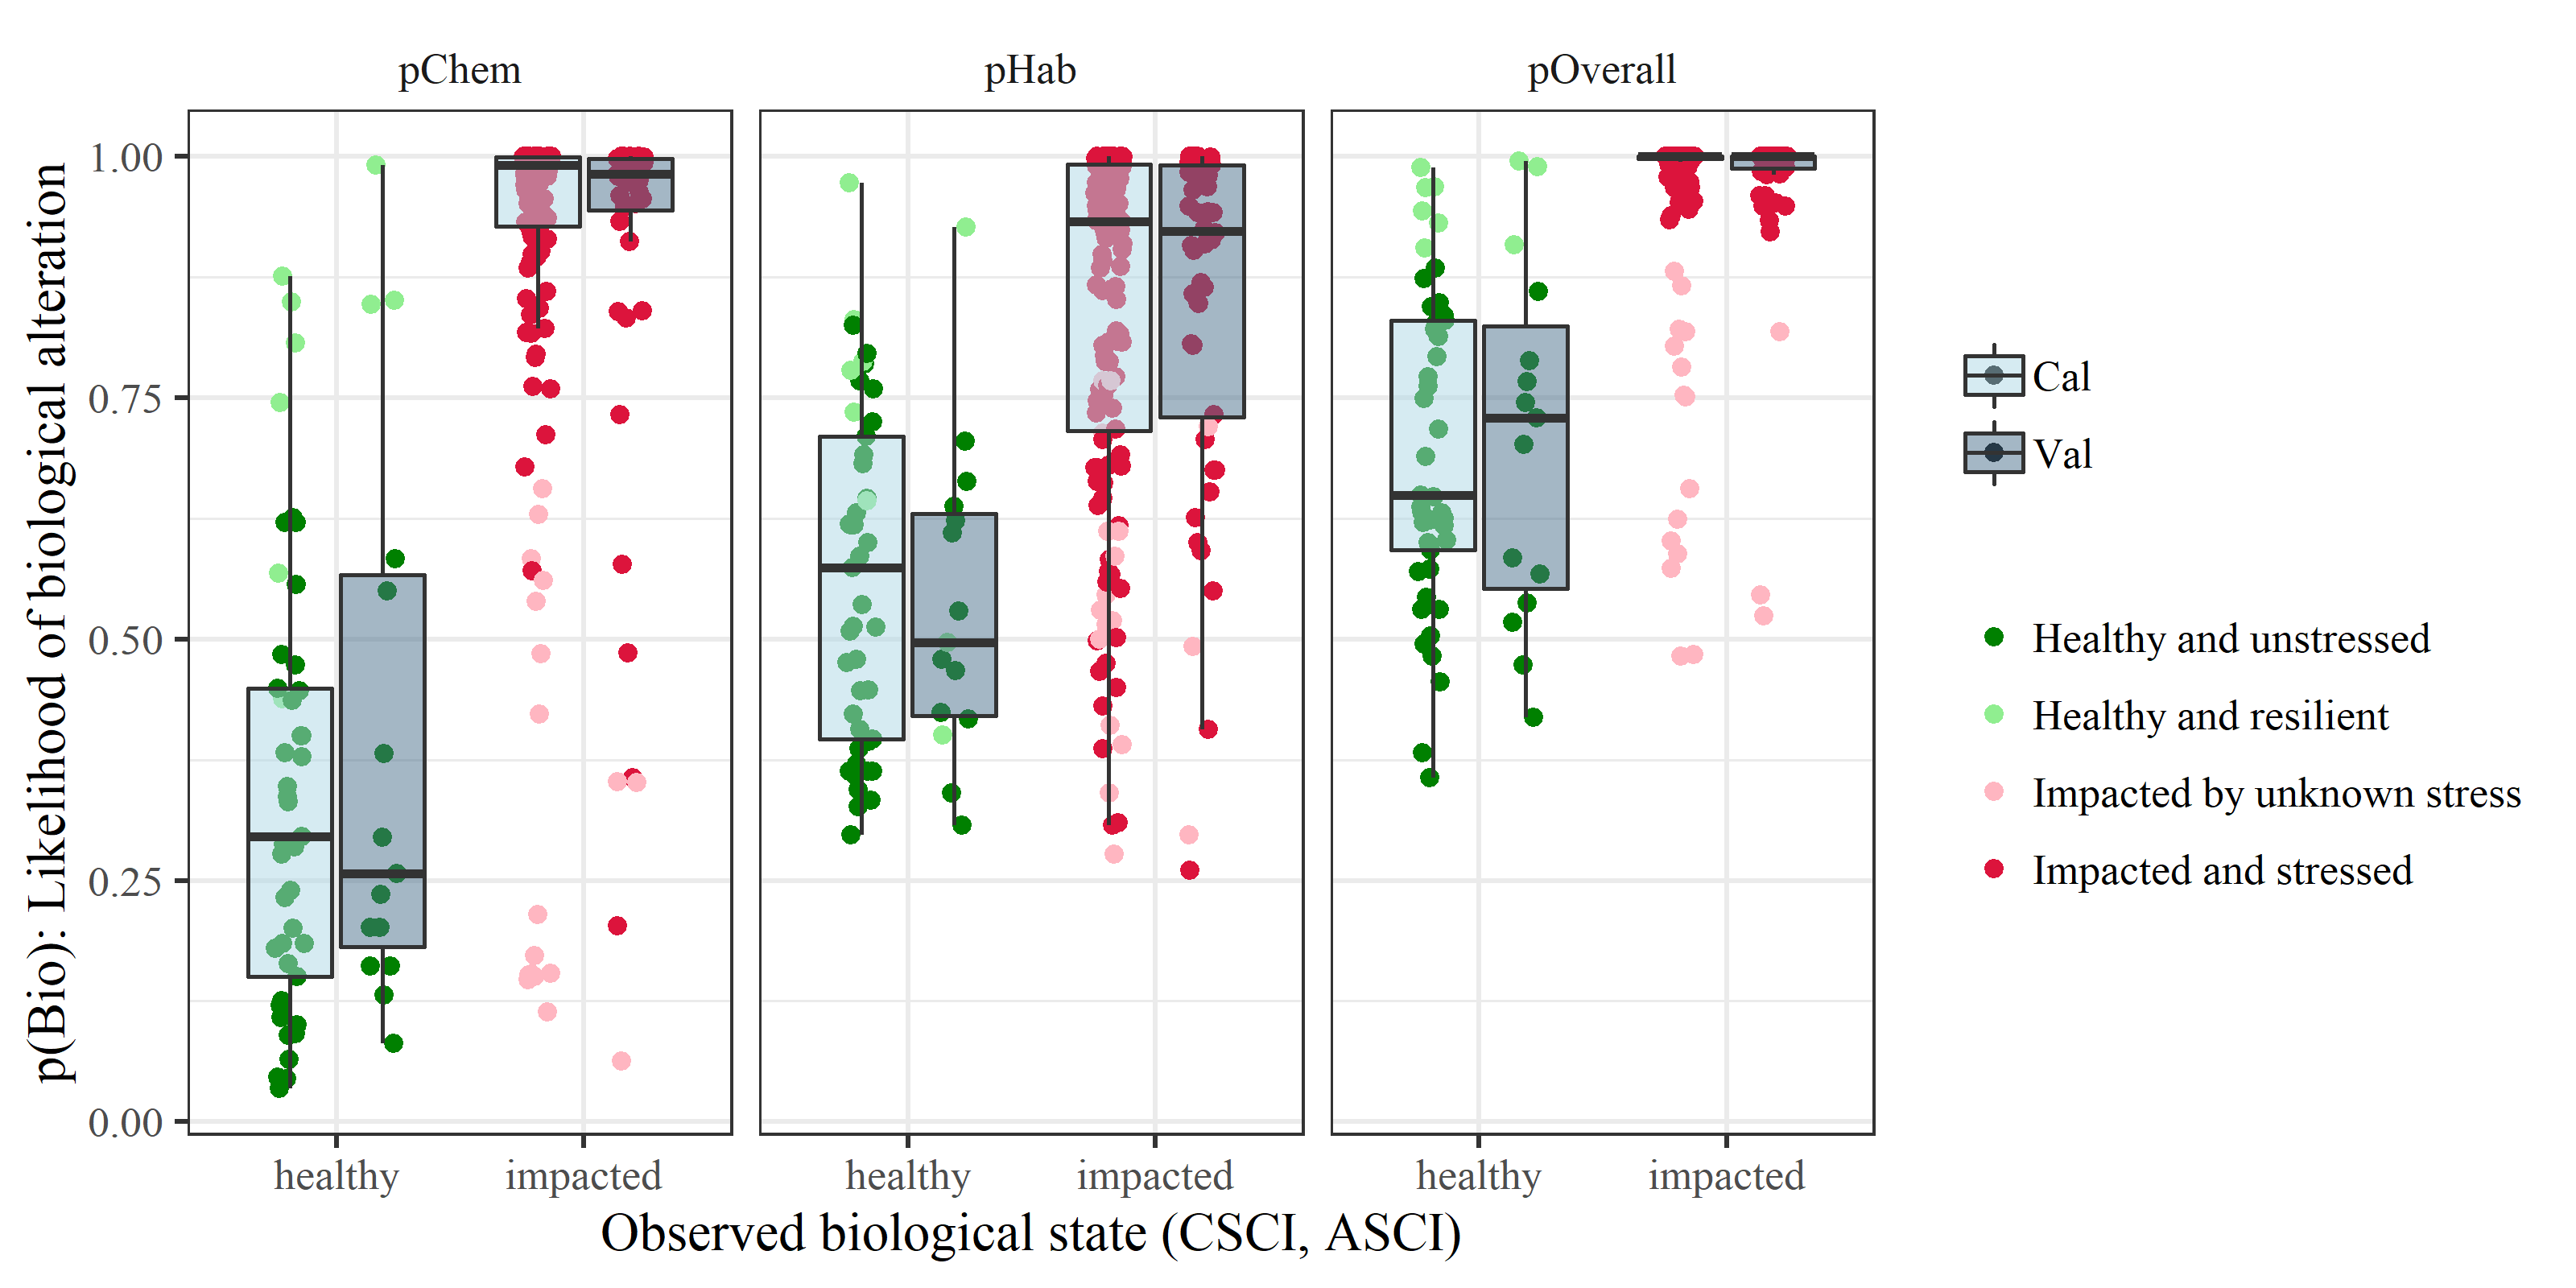 pChem
pHab
pOverall
p(Bio): Likelihood of biological alteration
1.00
0.75
0.50
0.25
0.00
healthy
impacted
healthy
impacted
healthy
impacted
Observed biological state (CSCI, ASCI)
Cal
Val
Healthy and unstressed
Healthy and resilient
Impacted by unknown stress
Impacted and stressed